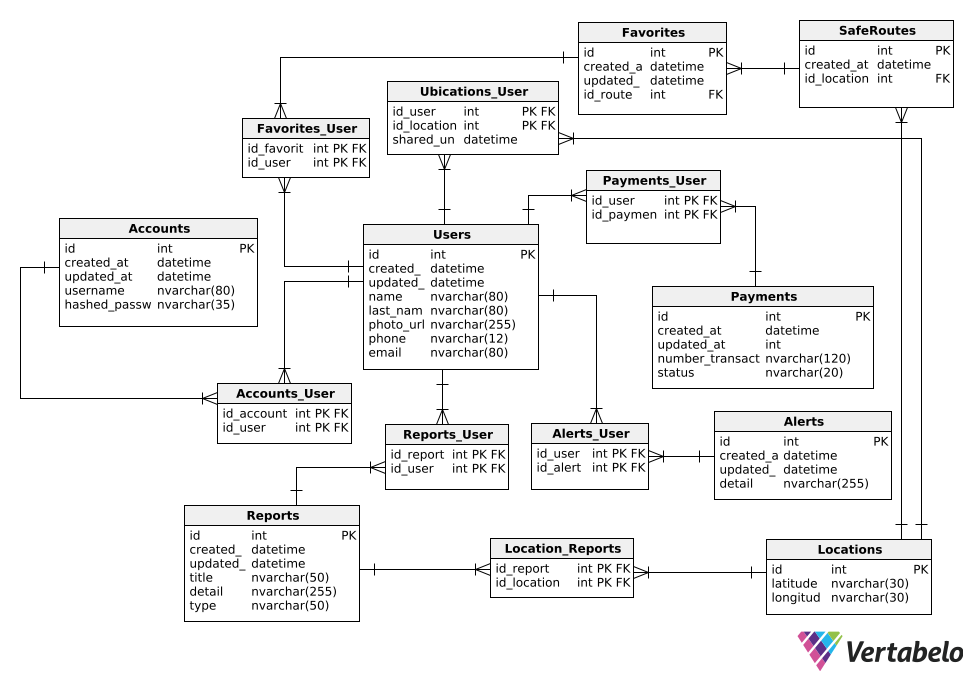 Favorites
id int PK
created_a datetime
updated_ datetime
id_route int FK
SafeRoutes
id int PK
created_at datetime
id_location int FK
Ubications_User
id_user int PK FK
id_location int PK FK
shared_un datetime
Favorites_User
id_favorit int PK FK
id_user int PK FK
Payments_User
id_user int PK FK
id_paymen int PK FK
Accounts
id int PK
created_at datetime
updated_at datetime
username nvarchar(80)
hashed_passw nvarchar(35)
Users
id int PK
created_ datetime
updated_ datetime
name nvarchar(80)
last_nam nvarchar(80)
photo_url nvarchar(255)
phone nvarchar(12)
email nvarchar(80)
Payments
id int PK
created_at datetime
updated_at int
number_transact nvarchar(120)
status nvarchar(20)
Accounts_User
id_account int PK FK
id_user int PK FK
Reports_User
id_report int PK FK
id_user int PK FK
Alerts_User
id_user int PK FK
id_alert int PK FK
Alerts
id int PK
created_a datetime
updated_ datetime
detail nvarchar(255)
Reports
id int PK
created_ datetime
updated_ datetime
title nvarchar(50)
detail nvarchar(255)
type nvarchar(50)
Location_Reports
id_report int PK FK
id_location int PK FK
Locations
id int PK
latitude nvarchar(30)
longitud nvarchar(30)
Vertabelo